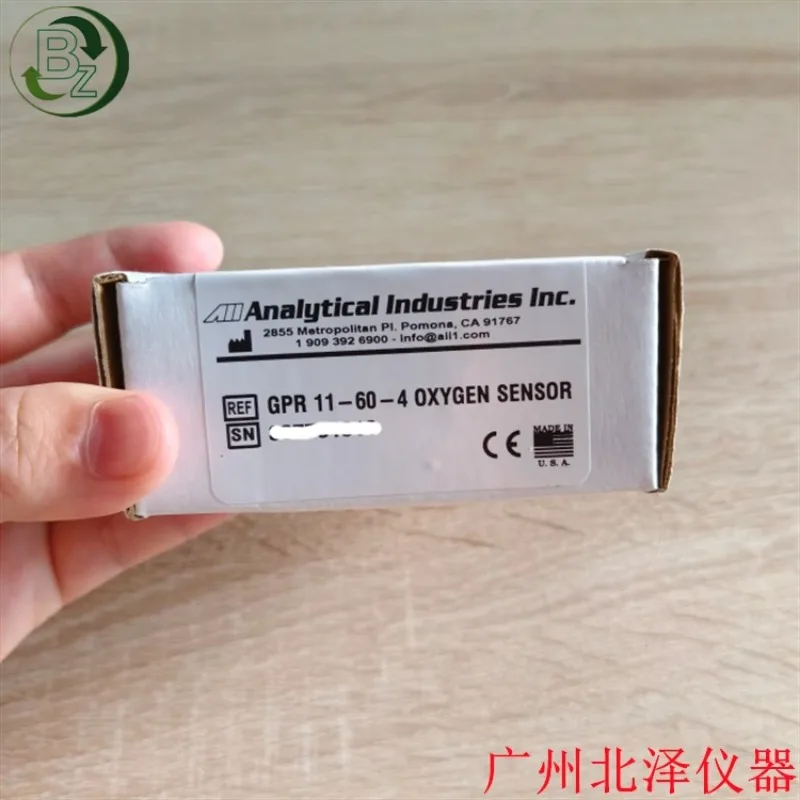 BZ
AII Analytical Industries Inc.
2855 Metropolitan Pl. Pomona, CA 91767
1 909 392 6900 - Info@aii1.com
REF GPR 11-60-4 OXYGEN SENSOR
SN
CE MADE IN
U.S.A.
广州北泽仪器